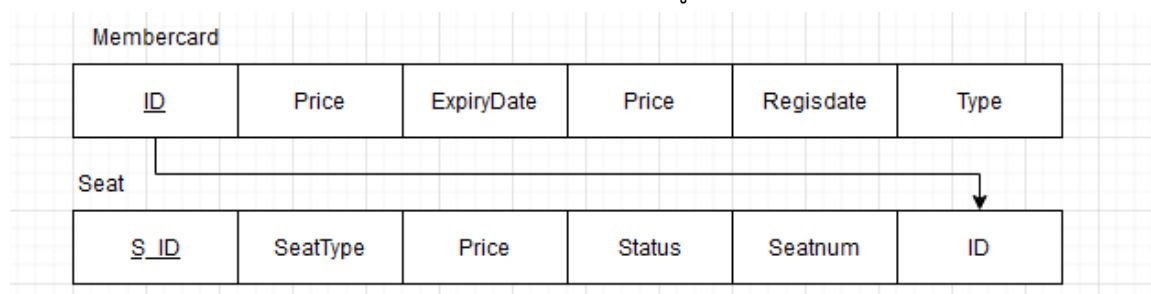 Membercard
ID Price ExpiryDate Price Regisdate Type
Seat
S_ID SeatType Price Status Seatnum ID